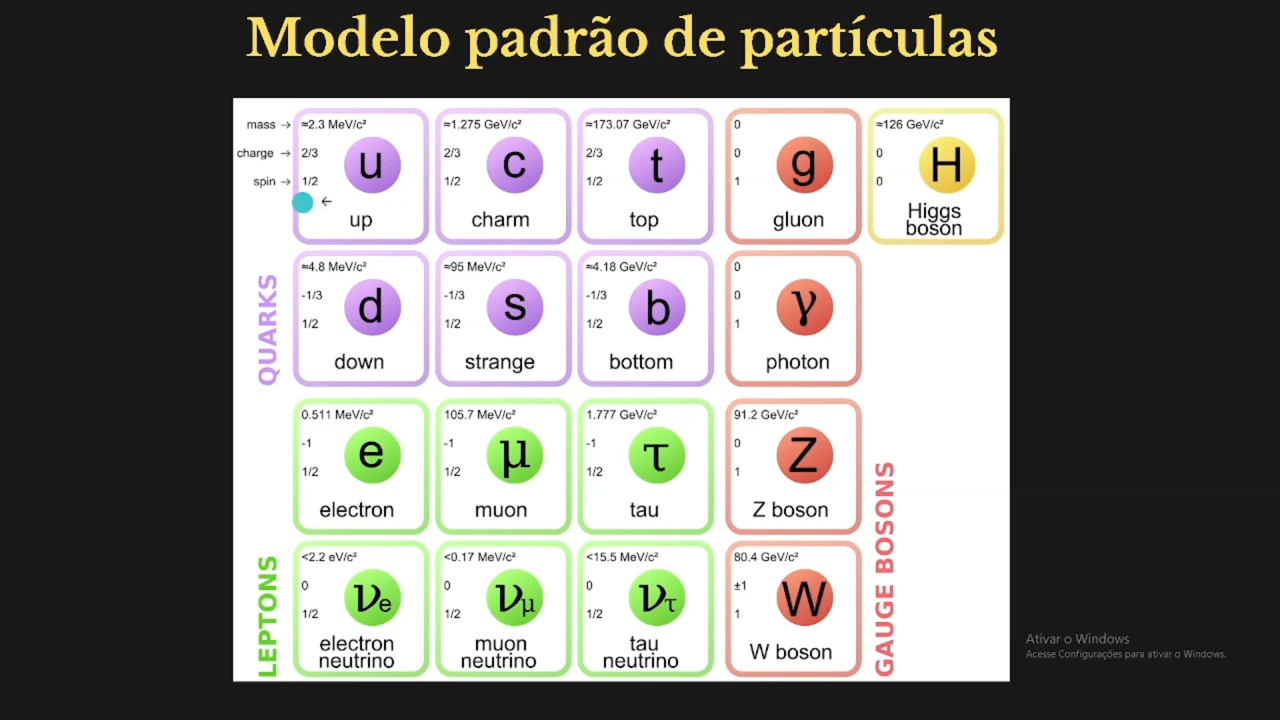 Modelo padrão de partículas
mass → ≈2.3 MeV/c² ≈1.275 GeV/c² ≈173.07 GeV/c² 0 ≈126 GeV/c²
charge → 2/3 2/3 2/3 0 0
spin → 1/2 1/2 1/2 1 0
u c t g H
←
up charm top gluon Higgs
boson
QUARKS
≈4.8 MeV/c² ≈95 MeV/c² ≈4.18 GeV/c² 0
-1/3 -1/3 -1/3 0
1/2 1/2 1/2 1
d s b γ
down strange bottom photon
0.511 MeV/c² 105.7 MeV/c² 1.777 GeV/c² 91.2 GeV/c²
-1 -1 -1 0
1/2 1/2 1/2 1
e μ τ Z
electron muon tau Z boson
LEPTONS
<2.2 eV/c² <0.17 MeV/c² <15.5 MeV/c² 80.4 GeV/c²
0 0 0 ±1
1/2 1/2 1/2 1
νe νμ ντ W
electron muon tau W boson
neutrino neutrino neutrino
GAUGE BOSONS
Ativar o Windows
Acesse Configurações para ativar o Windows.